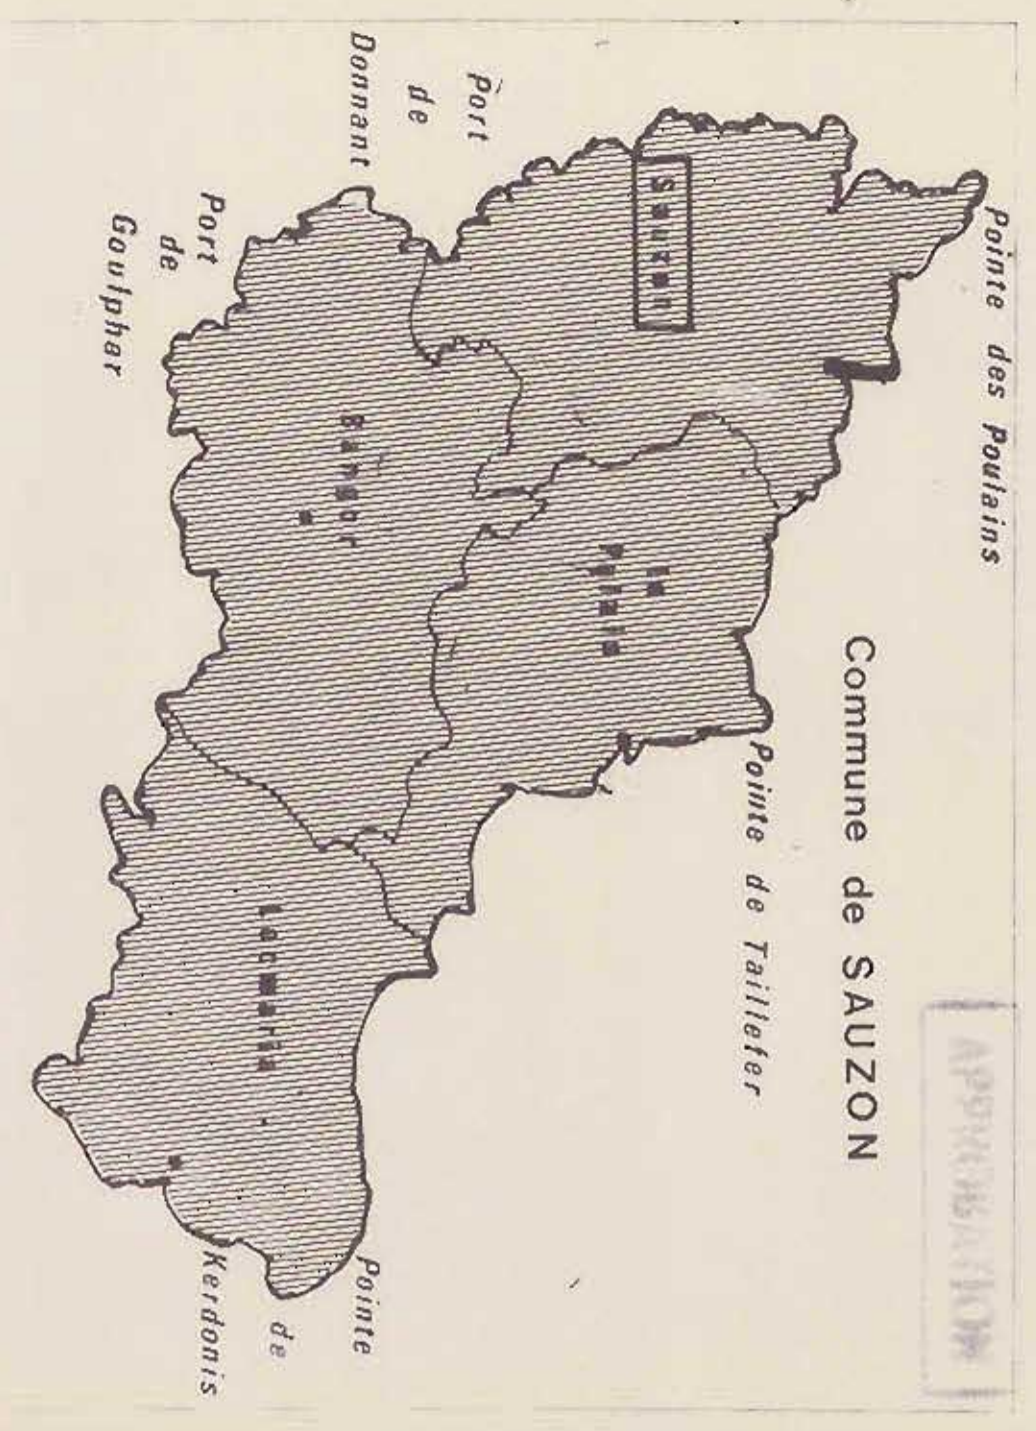 Pointe des Poulains
Commune de SAUZON
APPROBATION
Sauzon
Port
de
Donnant
Port
de
Goulphar
Bangor
Le
Palais
Pointe de Taillefer
Locmaria
Pointe
de
Kerdonis